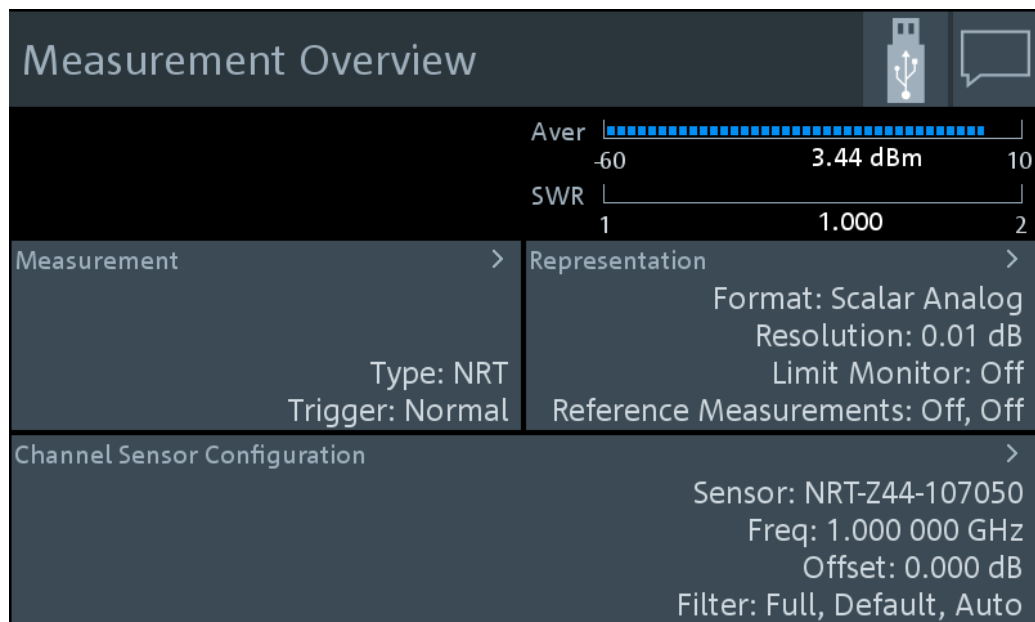 Measurement Overview
Aver
-60 3.44 dBm 10
SWR
1 1.000 2
Measurement >
Type: NRT
Trigger: Normal
Representation >
Format: Scalar Analog
Resolution: 0.01 dB
Limit Monitor: Off
Reference Measurements: Off, Off
Channel Sensor Configuration >
Sensor: NRT-Z44-107050
Freq: 1.000 000 GHz
Offset: 0.000 dB
Filter: Full, Default, Auto